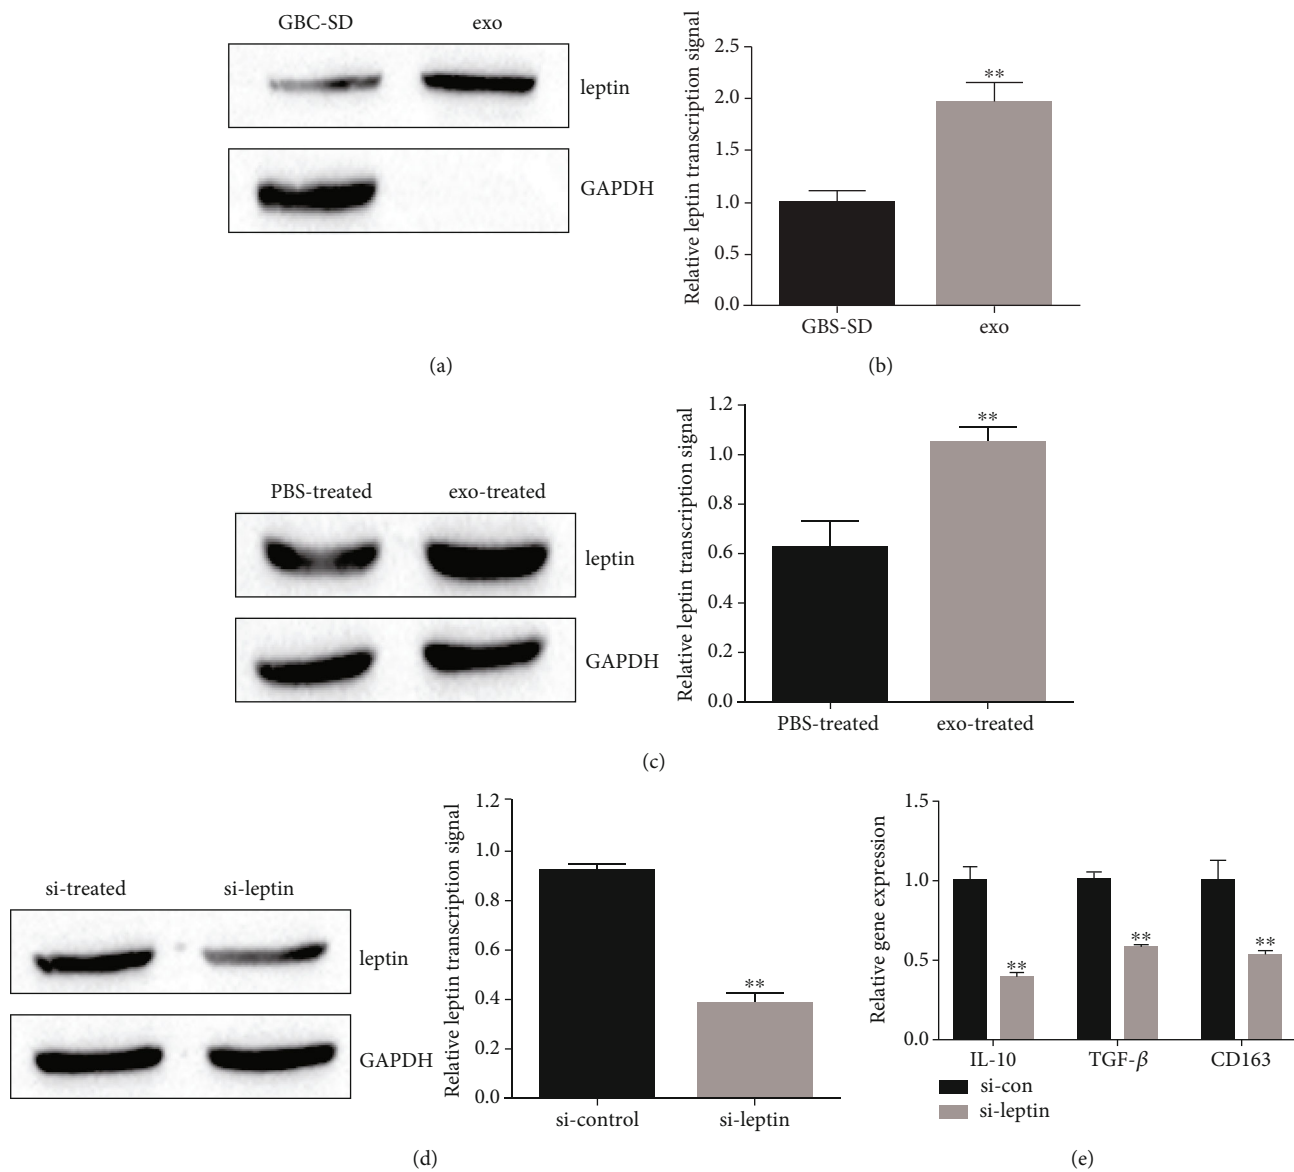 GBC-SD exo
leptin
GAPDH
(a)
Relative leptin transcription signal
2.5
2.0
1.5
1.0
0.5
0.0
**
GBS-SD exo
(b)
PBS-treated exo-treated
leptin
GAPDH
Relative leptin transcription signal
1.2
1.0
0.8
0.6
0.4
0.2
0.0
**
PBS-treated exo-treated
(c)
si-treated si-leptin
leptin
GAPDH
Relative leptin transcription signal
1.2
1.0
0.8
0.6
0.4
0.2
0.0
**
si-control si-leptin
(d)
Relative gene expression
1.5
1.0
0.5
0.0
**
**
**
IL-10 TGF-β CD163
si-con
si-leptin
(e)